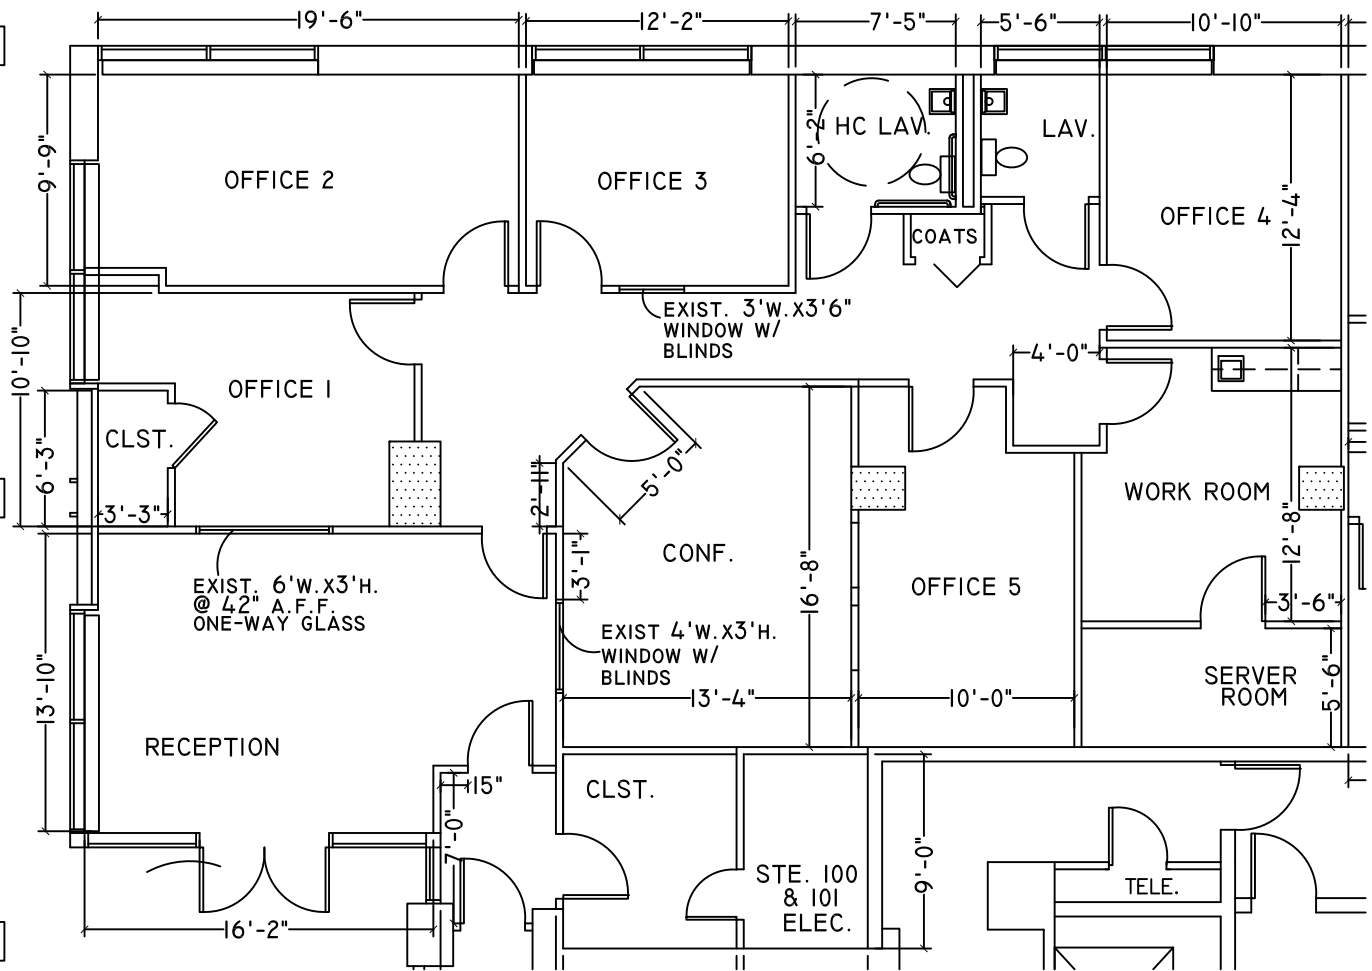 19'-6"
12'-2"
7'-5"
5'-6"
10'-10"
9'-9"
OFFICE 2
OFFICE 3
6'-2"
HC LAV.
LAV.
OFFICE 4
12'-4"
COATS
EXIST. 3'W.X3'6"
WINDOW W/
BLINDS
10'-10"
4'-0"
OFFICE 1
CLST.
6'-3"
3'-3"
2'-11"
5'-0"
WORK ROOM
12'-8"
3'-1"
CONF.
16'-8"
OFFICE 5
EXIST. 6'W.X3'H.
@ 42" A.F.F.
ONE-WAY GLASS
3'-6"
EXIST 4'W.X3'H.
WINDOW W/
BLINDS
13'-10"
13'-4"
10'-0"
SERVER
ROOM
5'-6"
RECEPTION
15"
CLST.
7'-0"
9'-0"
STE. 100
& 101
ELEC.
TELE.
16'-2"